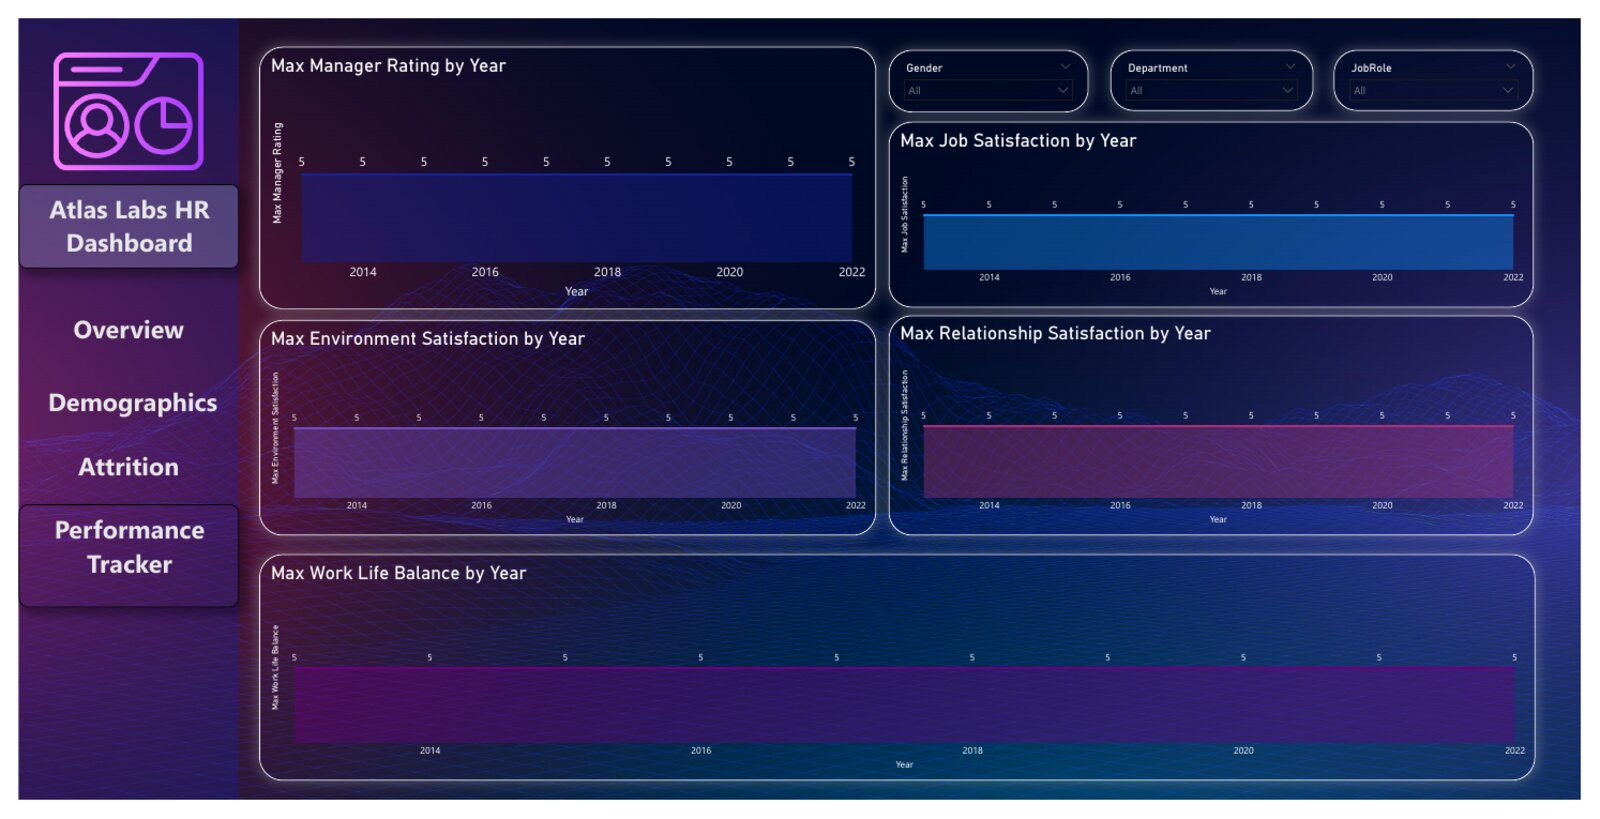 Atlas Labs HR
Dashboard
Overview
Demographics
Attrition
Performance
Tracker
Max Manager Rating by Year
Max Manager Rating
5 5 5 5 5 5 5 5 5 5
2014 2016 2018 2020 2022
Year
Gender
All
Department
All
JobRole
All
Max Job Satisfaction by Year
Max Job Satisfaction
5 5 5 5 5 5 5 5 5 5
2014 2016 2018 2020 2022
Year
Max Environment Satisfaction by Year
Max Environment Satisfaction
5 5 5 5 5 5 5 5 5 5
2014 2016 2018 2020 2022
Year
Max Relationship Satisfaction by Year
Max Relationship Satisfaction
5 5 5 5 5 5 5 5 5 5
2014 2016 2018 2020 2022
Year
Max Work Life Balance by Year
Max Work Life Balance
5 5 5 5 5 5 5 5 5 5
2014 2016 2018 2020 2022
Year